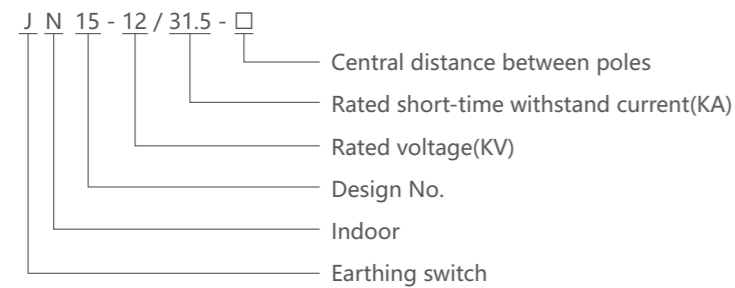 J N 15 - 12 / 31.5 - □
Central distance between poles
Rated short-time withstand current(KA)
Rated voltage(KV)
Design No.
Indoor
Earthing switch